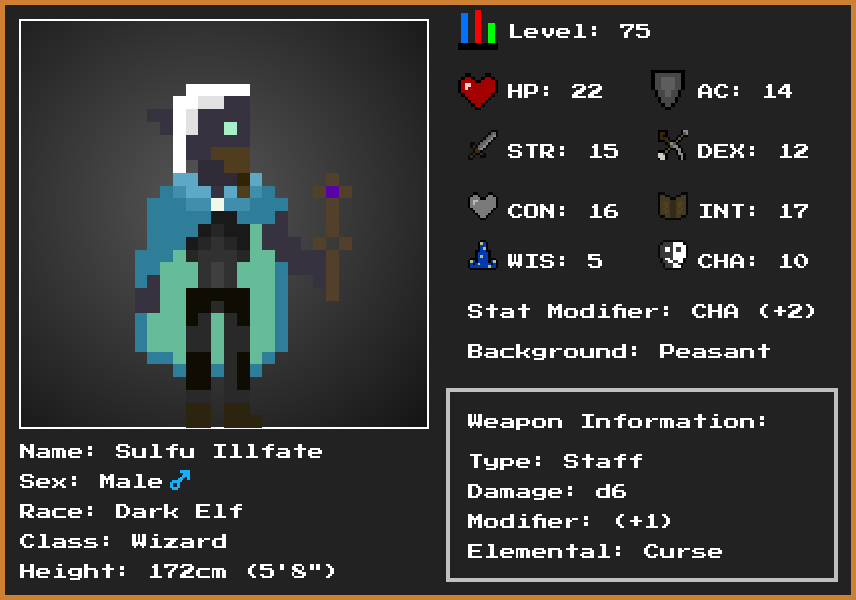 Level: 75
HP: 22
AC: 14
STR: 15
DEX: 12
CON: 16
INT: 17
WIS: 5
CHA: 10
Stat Modifier: CHA (+2)
Background: Peasant
Name: Sulfu Illfate
Sex: Male♂
Race: Dark Elf
Class: Wizard
Height: 172cm (5'8")
Weapon Information:
Type: Staff
Damage: d6
Modifier: (+1)
Elemental: Curse